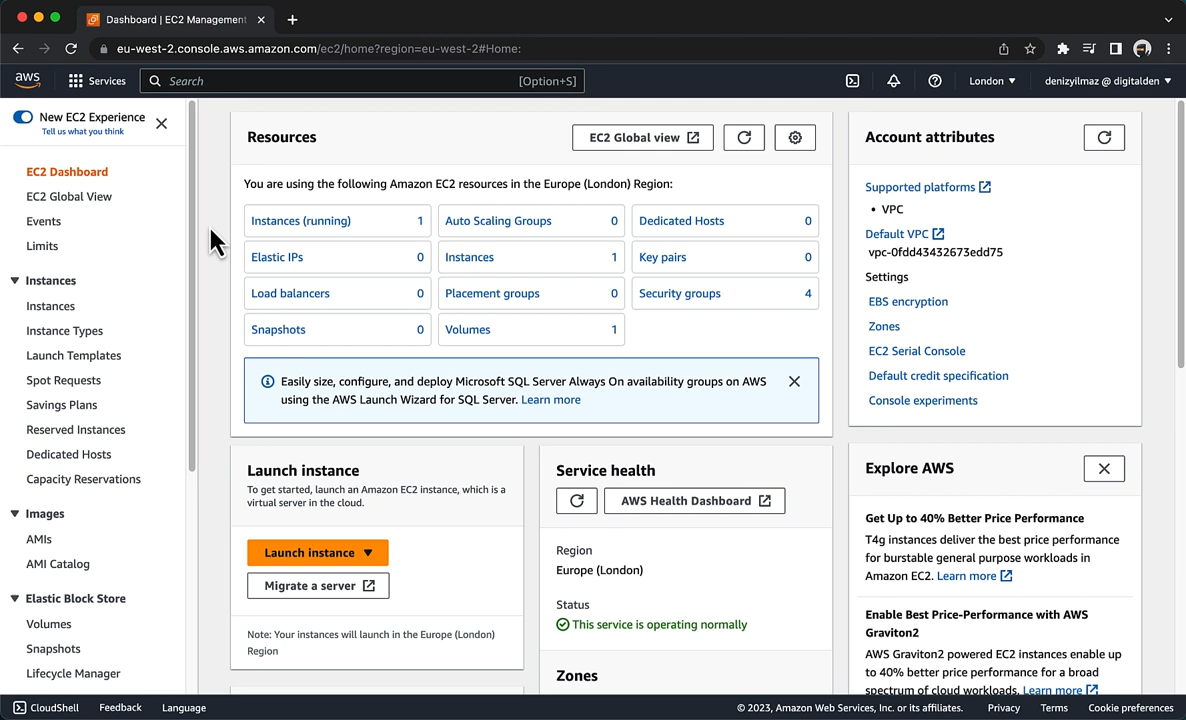 Dashboard | EC2 Management
eu-west-2.console.aws.amazon.com/ec2/home?region=eu-west-2#Home:
aws
Services
Search
[Option+S]
London
denizyilmaz @ digitalden
New EC2 Experience
Tell us what you think
EC2 Dashboard
EC2 Global View
Events
Limits
Instances
Instances
Instance Types
Launch Templates
Spot Requests
Savings Plans
Reserved Instances
Dedicated Hosts
Capacity Reservations
Images
AMIs
AMI Catalog
Elastic Block Store
Volumes
Snapshots
Lifecycle Manager
Resources
EC2 Global view
You are using the following Amazon EC2 resources in the Europe (London) Region:
Instances (running) 1
Auto Scaling Groups 0
Dedicated Hosts 0
Elastic IPs 0
Instances 1
Key pairs 0
Load balancers 0
Placement groups 0
Security groups 4
Snapshots 0
Volumes 1
Easily size, configure, and deploy Microsoft SQL Server Always On availability groups on AWS
using the AWS Launch Wizard for SQL Server. Learn more
Launch instance
To get started, launch an Amazon EC2 instance, which is a
virtual server in the cloud.
Launch instance
Migrate a server
Note: Your instances will launch in the Europe (London)
Region
Service health
AWS Health Dashboard
Region
Europe (London)
Status
This service is operating normally
Zones
Account attributes
Supported platforms
• VPC
Default VPC
vpc-0fdd43432673edd75
Settings
EBS encryption
Zones
EC2 Serial Console
Default credit specification
Console experiments
Explore AWS
Get Up to 40% Better Price Performance
T4g instances deliver the best price performance
for burstable general purpose workloads in
Amazon EC2. Learn more
Enable Best Price-Performance with AWS
Graviton2
AWS Graviton2 powered EC2 instances enable up
to 40% better price performance for a broad
spectrum of cloud workloads. Learn more
CloudShell
Feedback
Language
© 2023, Amazon Web Services, Inc. or its affiliates.
Privacy
Terms
Cookie preferences